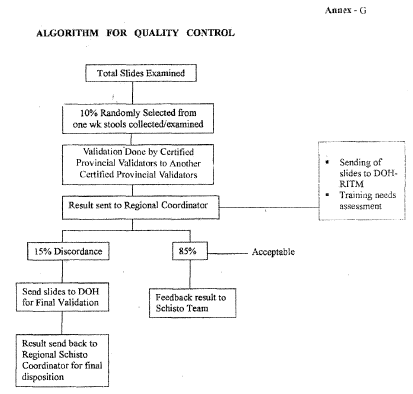 Annex - G
ALGORITHM FOR QUALITY CONTROL
Total Slides Examined
10% Randomly Selected from
one wk stools collected/examined
Validation Done by Certified
Provincial Validators to Another
Certified Provincial Validators
Result sent to Regional Coordinator
▪ Sending of
slides to DOH-
RITM
▪ Training needs
assessment
15% Discordance
85%
Acceptable
Send slides to DOH
for Final Validation
Feedback result to
Schisto Team
Result send back to
Regional Schisto
Coordinator for final
disposition